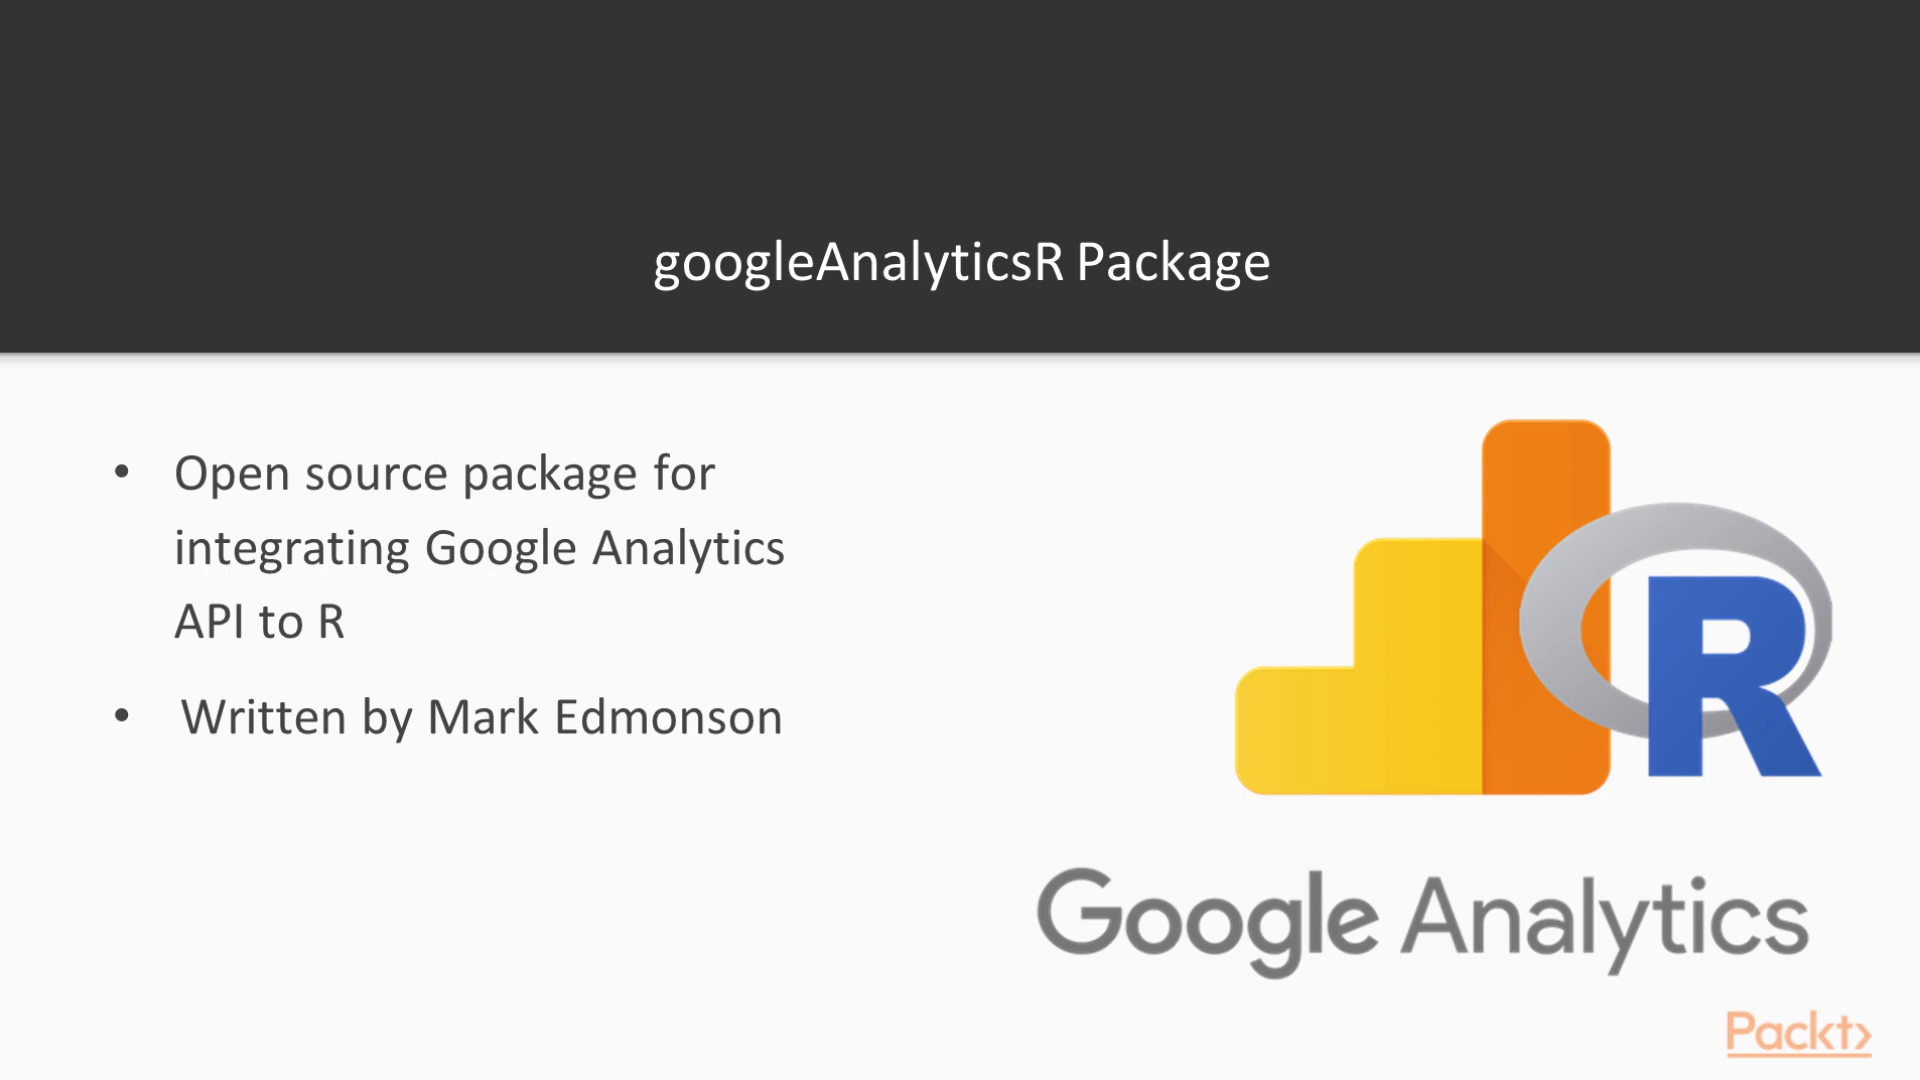 googleAnalyticsR Package
• Open source package for
integrating Google Analytics
API to R
• Written by Mark Edmonson
R
Google Analytics
Packt>